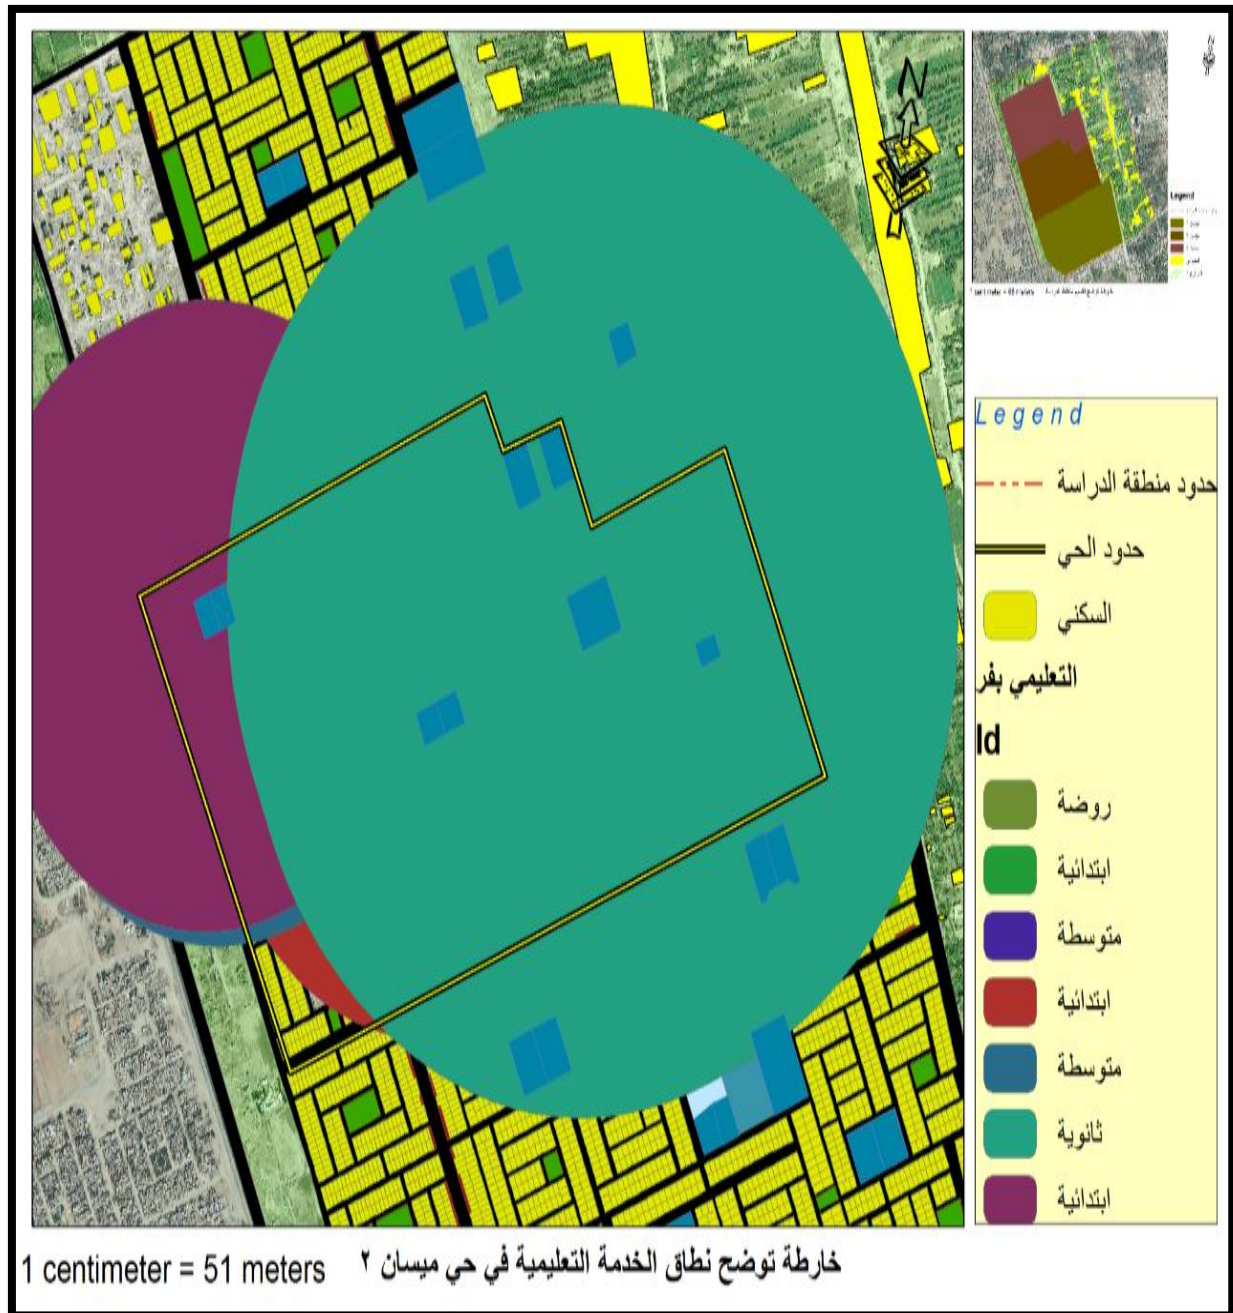 N
Legend
Legend
حدود منطقة الدراسة
حدود الحي
السكني
التعليمي بفر
Id
روضة
ابتدائية
متوسطة
ابتدائية
متوسطة
ثانوية
ابتدائية
خارطة توضح نطاق الخدمة التعليمية في حي ميسان ٢
1 centimeter = 51 meters